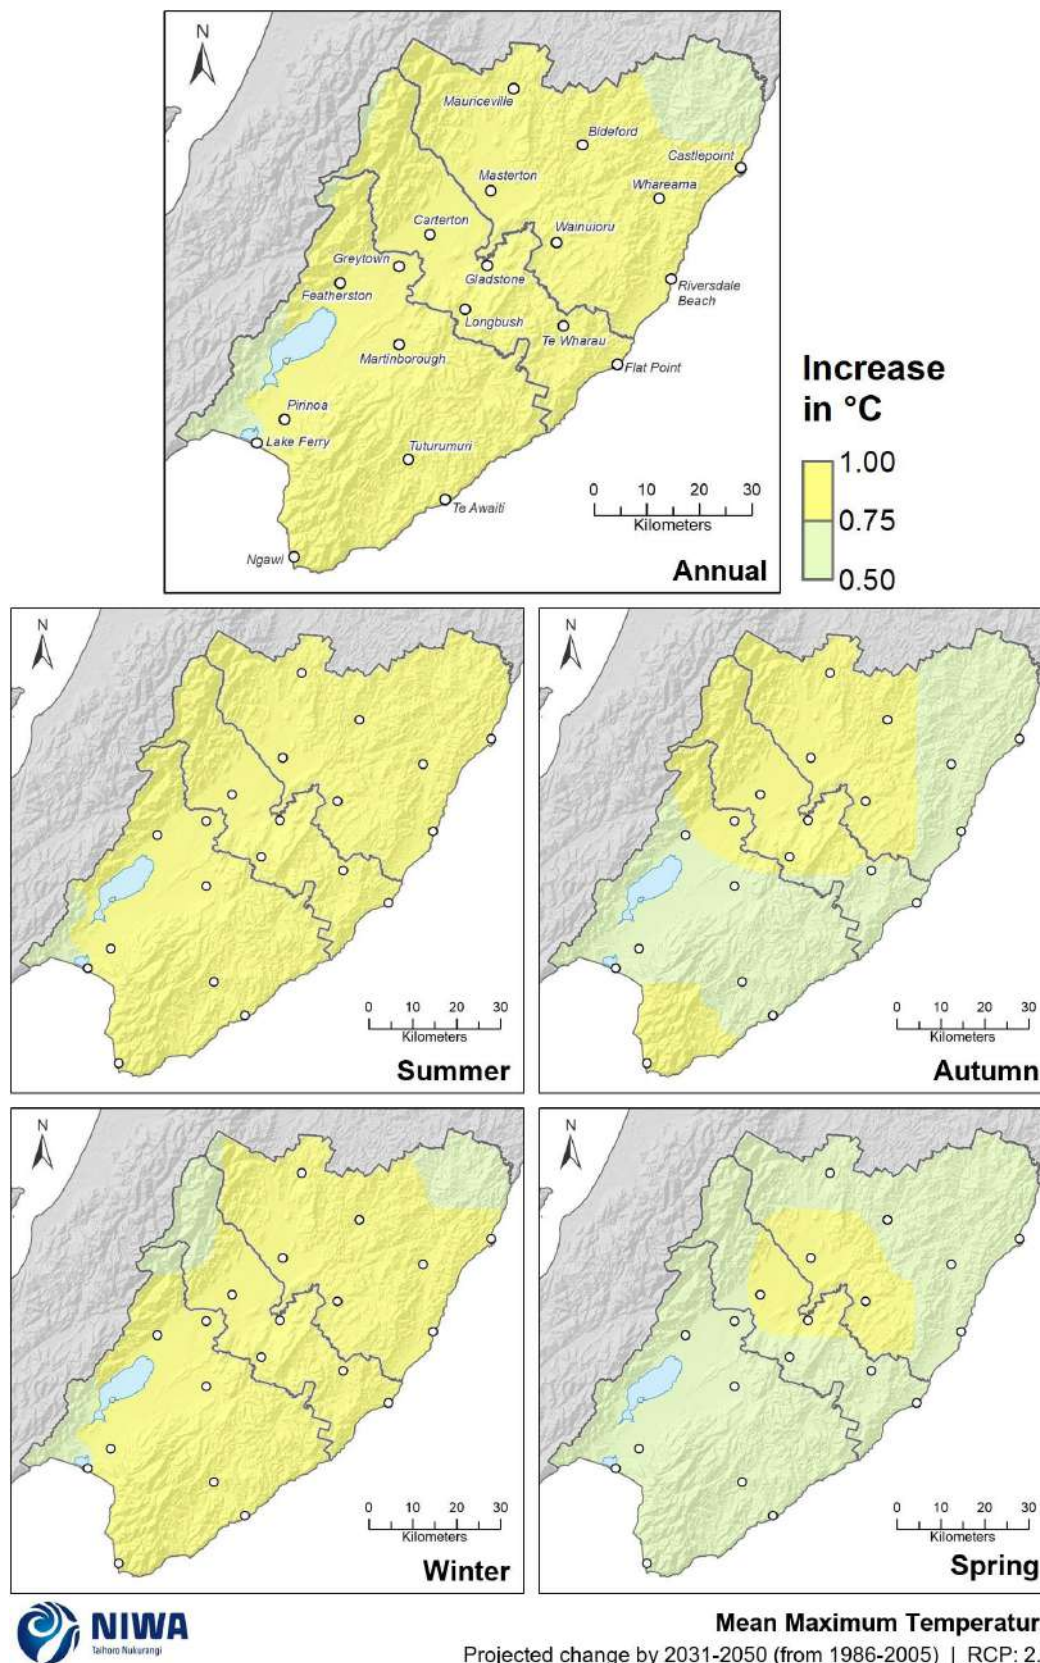 N
Mauriceville
Bideford
Castlepoint
Masterton
Whareama
Carterton
Wainuioru
Greytown
Gladstone
Featherston
Riversdale
Beach
Longbush
Te Wharau
Martinborough
Flat Point
Increase
in °C
Pirinoa
Lake Ferry
Tuturumuri
1.00
0 10 20 30
Kilometers
Te Awaiti
0.75
Ngawi
Annual
0.50
N
0 10 20 30
Kilometers
Summer
N
0 10 20 30
Kilometers
Autumn
N
0 10 20 30
Kilometers
Winter
N
0 10 20 30
Kilometers
Spring
NIWA
Taihoro Nukurangi
Mean Maximum Temperatur
Projected change by 2031-2050 (from 1986-2005) | RCP: 2.